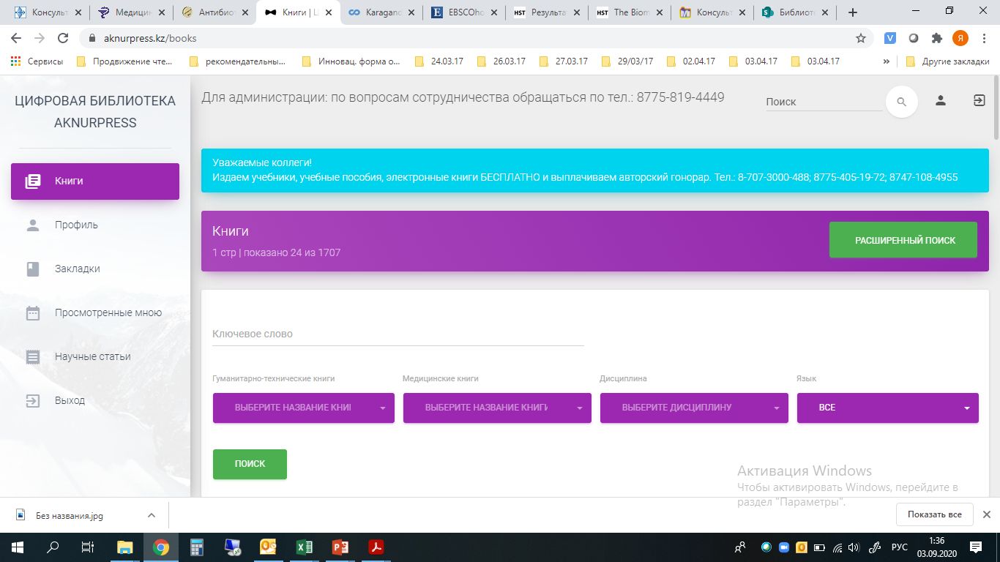 Консульт
Медицин
Антибиот
Книги | Ц
Karagand
EBSCOho
Результа
The Biom
Консульт
Библиоте
aknurpress.kz/books
Я
Сервисы
Продвижение чте...
рекомендательны...
Инновац. форма о...
24.03.17
26.03.17
27.03.17
29/03/17
02.04.17
03.04.17
03.04.17
»
Другие закладки
ЦИФРОВАЯ БИБЛИОТЕКА
AKNURPRESS
Книги
Профиль
Закладки
Просмотренные мною
Научные статьи
Выход
Для администрации: по вопросам сотрудничества обращаться по тел.: 8775-819-4449
Поиск
Уважаемые коллеги!
Издаем учебники, учебные пособия, электронные книги БЕСПЛАТНО и выплачиваем авторский гонорар. Тел.: 8-707-3000-488; 8775-405-19-72; 8747-108-4955
Книги
1 стр | показано 24 из 1707
РАСШИРЕННЫЙ ПОИСК
Ключевое слово
Гуманитарно-технические книги
Медицинские книги
Дисциплина
Язык
ВЫБЕРИТЕ НАЗВАНИЕ КНИГ
ВЫБЕРИТЕ НАЗВАНИЕ КНИГИ
ВЫБЕРИТЕ ДИСЦИПЛИНУ
ВСЕ
ПОИСК
Активация Windows
Чтобы активировать Windows, перейдите в
раздел "Параметры".
Без названия.jpg
Показать все
РУС
1:36
03.09.2020